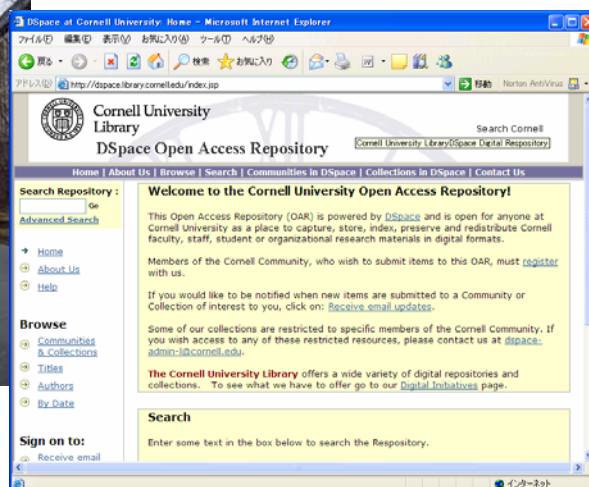 DSpace at Cornell University: Home - Microsoft Internet Explorer
ファイル(F) 編集(E) 表示(V) お気に入り(A) ツール(T) ヘルプ(H)
戻る 検索 お気に入り
アドレス(D) http://dspace.library.cornell.edu/index.jsp 移動 Norton AntiVirus
Cornell University
Library
DSpace Open Access Repository
Search Cornell
Cornell University LibraryDSpace Digital Respository
Home | About Us | Browse | Search | Communities in DSpace | Collections in DSpace | Contact Us
Search Repository :
Go
Advanced Search
Home
About Us
Help
Browse
Communities
& Collections
Titles
Authors
By Date
Sign on to:
Receive email
Welcome to the Cornell University Open Access Repository!
This Open Access Repository (OAR) is powered by DSpace and is open for anyone at
Cornell University as a place to capture, store, index, preserve and redistribute Cornell
faculty, staff, student or organizational research materials in digital formats.
Members of the Cornell Community, who wish to submit items to this OAR, must register
with us.
If you would like to be notified when new items are submitted to a Community or
Collection of interest to you, click on: Receive email updates.
Some of our collections are restricted to specific members of the Cornell Community. If
you wish access to any of these restricted resources, please contact us at dspace-
admin-l@cornell.edu.
The Cornell University Library offers a wide variety of digital repositories and
collections. To see what we have to offer go to our Digital Initiatives page.
Search
Enter some text in the box below to search the Respository.
インターネット